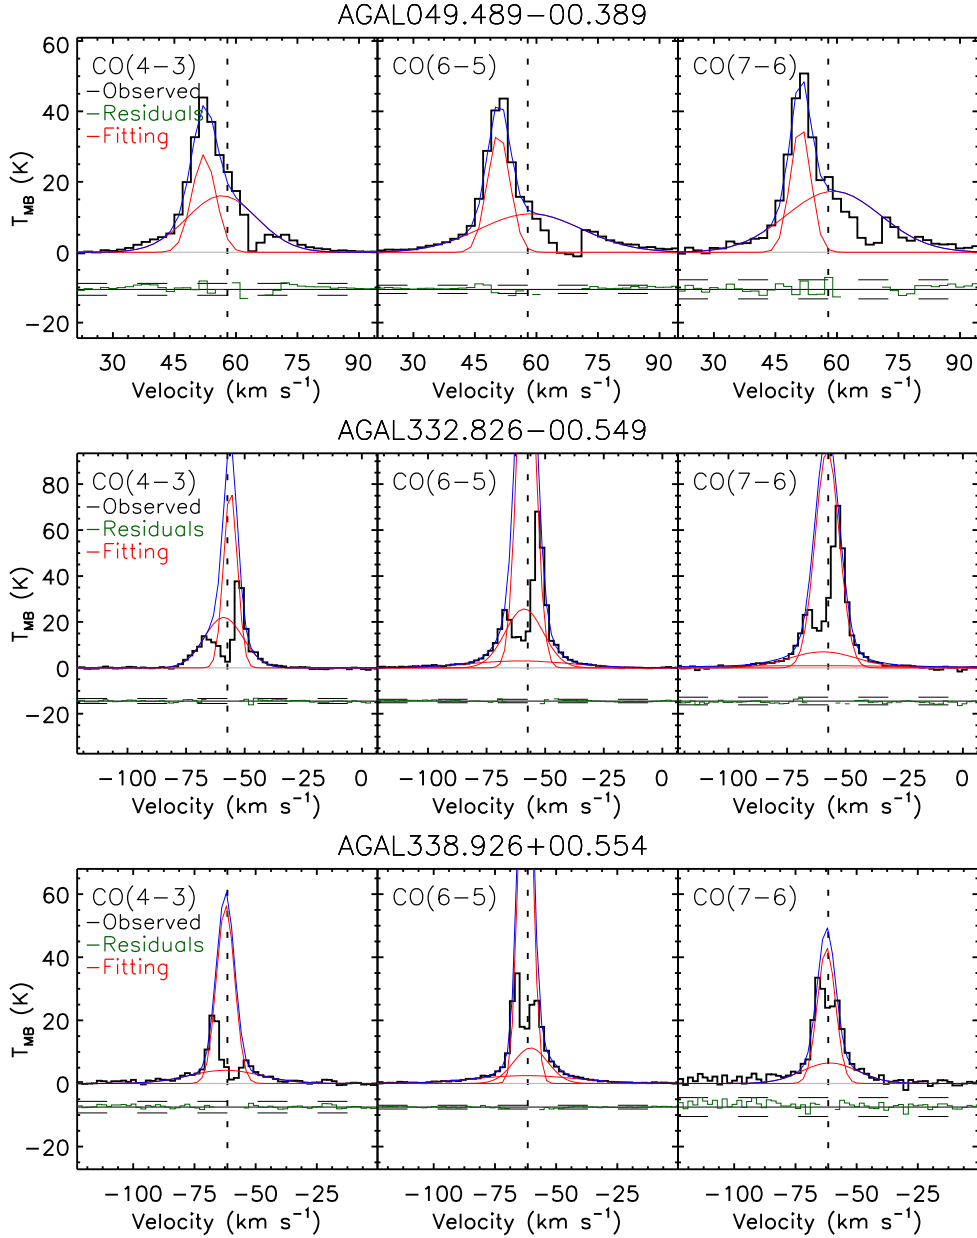 AGAL049.489−00.389
CO(4−3) CO(6−5) CO(7−6)
−Observed
−Residuals
−Fitting
T_MB (K)
60
40
20
0
−20
30 45 60 75 90 30 45 60 75 90 30 45 60 75 90
Velocity (km s⁻¹) Velocity (km s⁻¹) Velocity (km s⁻¹)
AGAL332.826−00.549
CO(4−3) CO(6−5) CO(7−6)
−Observed
−Residuals
−Fitting
T_MB (K)
80
60
40
20
0
−20
−100 −75 −50 −25 0 −100 −75 −50 −25 0 −100 −75 −50 −25 0
Velocity (km s⁻¹) Velocity (km s⁻¹) Velocity (km s⁻¹)
AGAL338.926+00.554
CO(4−3) CO(6−5) CO(7−6)
−Observed
−Residuals
−Fitting
T_MB (K)
60
40
20
0
−20
−100 −75 −50 −25 −100 −75 −50 −25 −100 −75 −50 −25
Velocity (km s⁻¹) Velocity (km s⁻¹) Velocity (km s⁻¹)